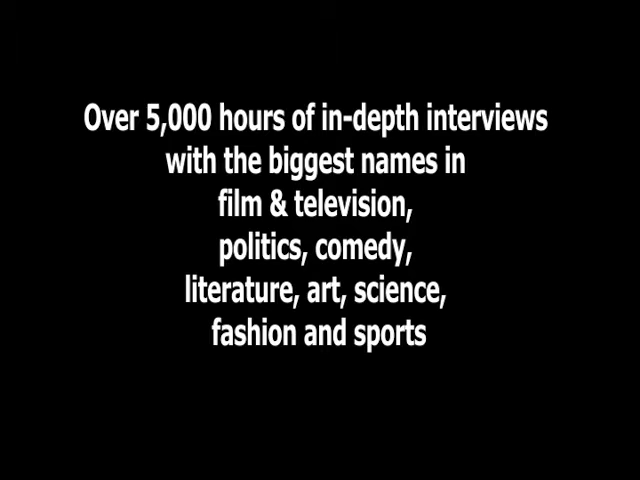 Over 5,000 hours of in-depth interviews
with the biggest names in
film & television,
politics, comedy,
literature, art, science,
fashion and sports